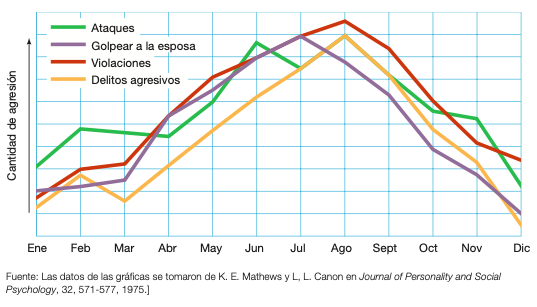 Ataques
Golpear a la esposa
Violaciones
Delitos agresivos
Cantidad de agresión
Ene Feb Mar Abr May Jun Jul Ago Sept Oct Nov Dic
Fuente: Las datos de las gráficas se tomaron de K. E. Mathews y L, L. Canon en Journal of Personality and Social
Psychology, 32, 571-577, 1975.]